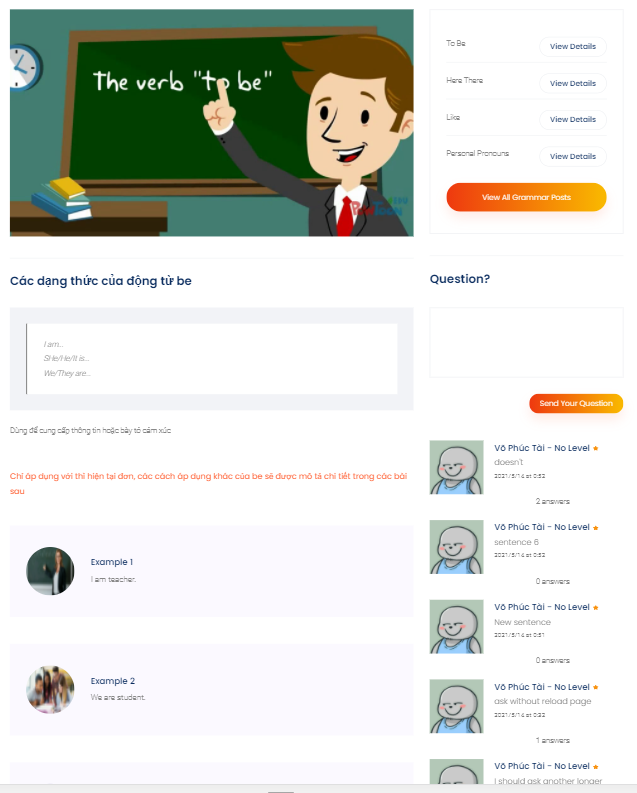 The verb "to be"
Các dạng thức của động từ be
I am...
SHe/He/It is...
We/They are...
Dùng để cung cấp thông tin hoặc bày tỏ cảm xúc
Chỉ áp dụng với thì hiện tại đơn, các cách áp dụng khác của be sẽ được mô tả chi tiết trong các bài
sau
Example 1
I am teacher.
Example 2
We are student.
To Be
View Details
Here There
View Details
Like
View Details
Personal Pronouns
View Details
View All Grammar Posts
Question?
Send Your Question
Võ Phúc Tài - No Level
doesn't
2021/5/14 at 0:53
2 answers
Võ Phúc Tài - No Level
sentence 6
2021/5/14 at 0:53
0 answers
Võ Phúc Tài - No Level
New sentence
2021/5/14 at 0:51
0 answers
Võ Phúc Tài - No Level
ask without reload page
2021/5/14 at 0:32
1 answers
Võ Phúc Tài - No Level
I should ask another longer